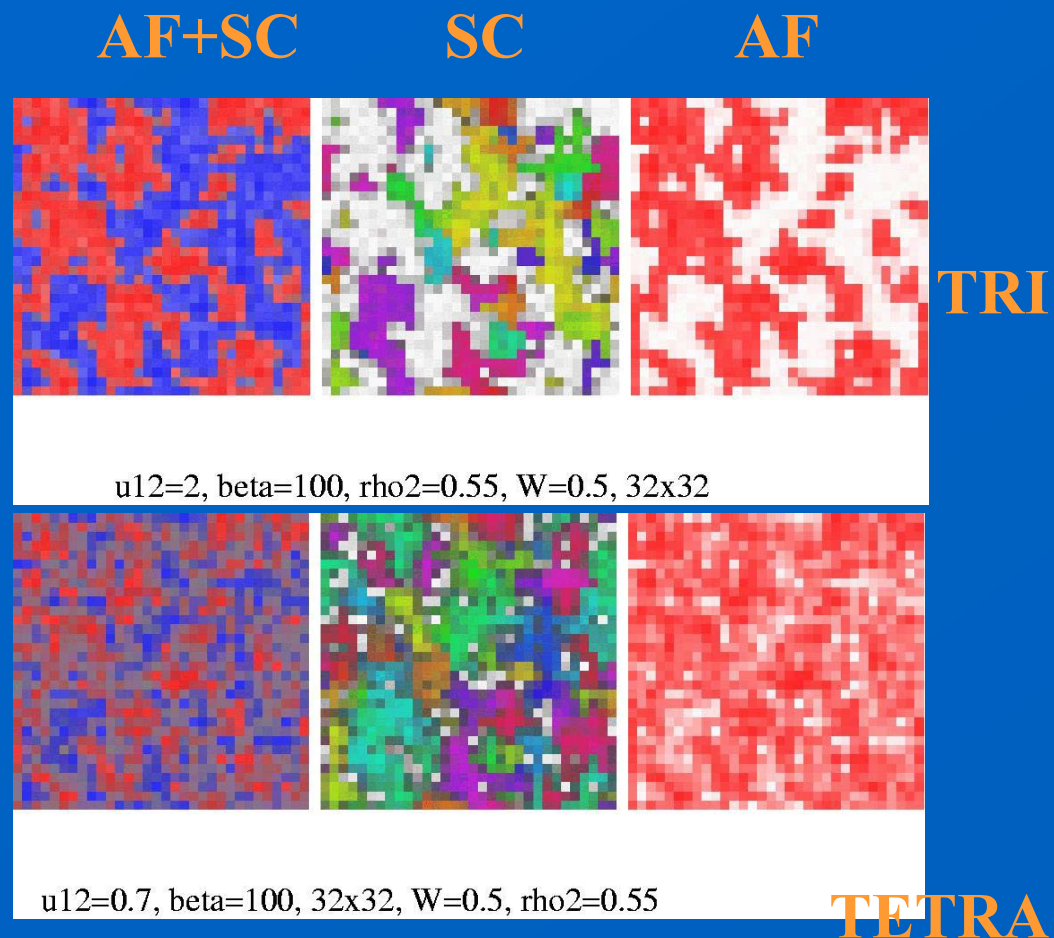 AF+SC SC AF
TRI
u12=2, beta=100, rho2=0.55, W=0.5, 32x32
u12=0.7, beta=100, 32x32, W=0.5, rho2=0.55
TETRA